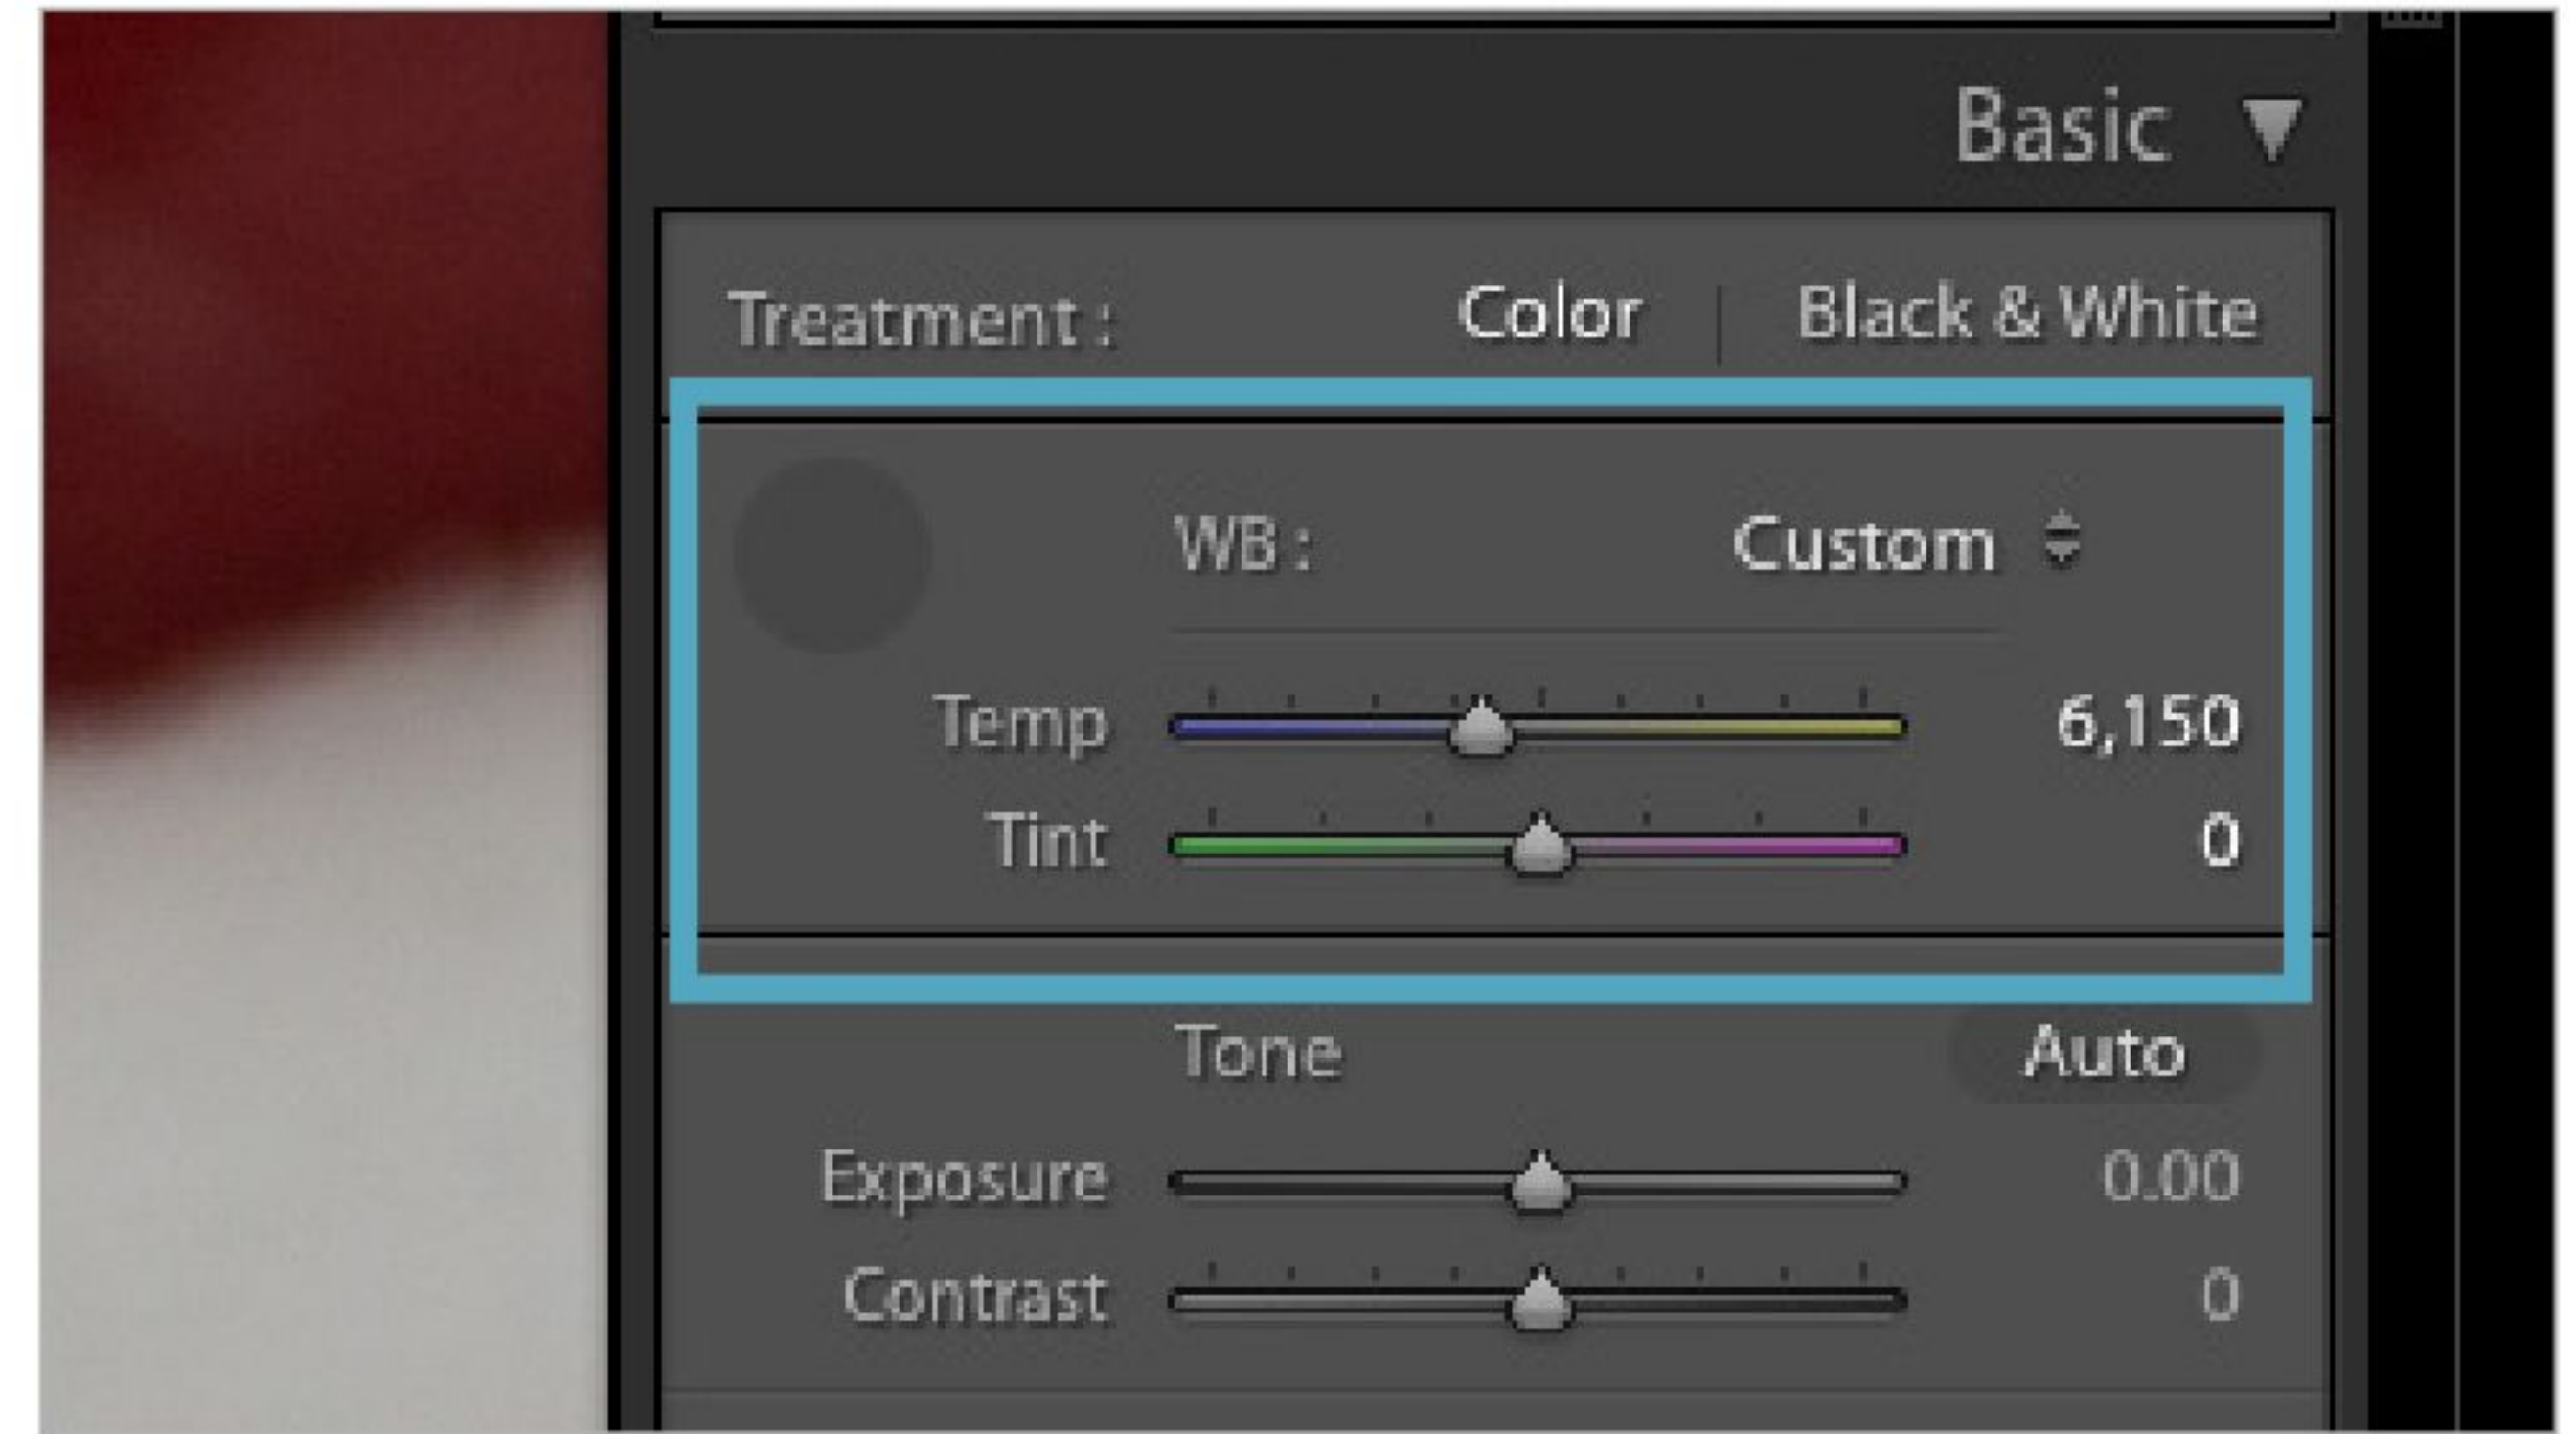 Basic
Treatment : Color Black & White
WB : Custom
Temp 6,150
Tint 0
Tone Auto
Exposure 0.00
Contrast 0